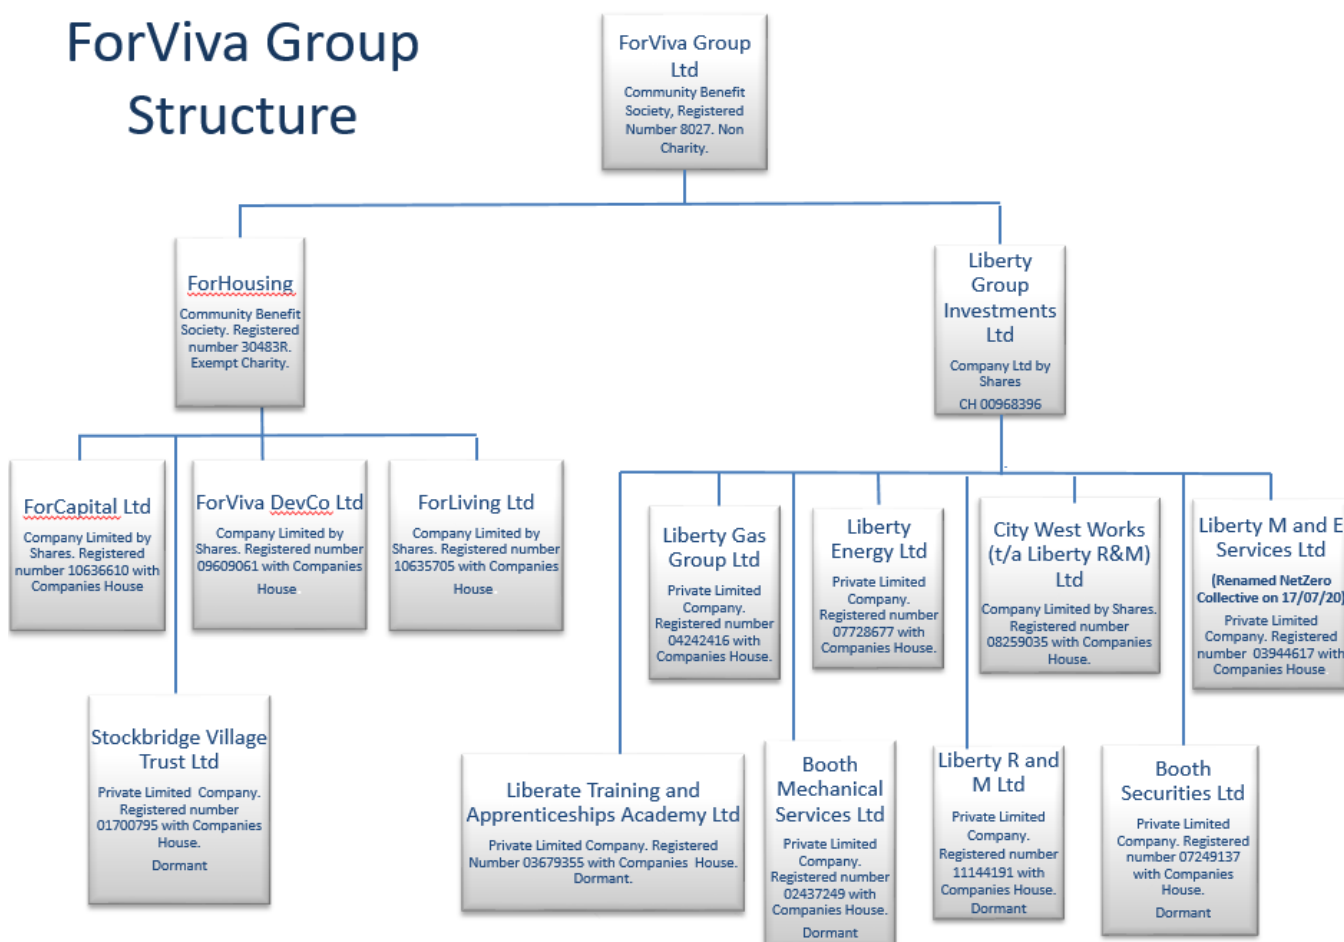 ForViva Group
Structure
ForViva Group
Ltd
Community Benefit
Society, Registered
Number 8027. Non
Charity.
ForHousing
Community Benefit
Society. Registered
number 30483R.
Exempt Charity.
Liberty
Group
Investments
Ltd
Company Ltd by
Shares
CH 00968396
ForCapital Ltd
Company Limited by
Shares. Registered
number 10636610 with
Companies House
ForViva DevCo Ltd
Company Limited by
Shares. Registered number
09609061 with Companies
House.
ForLiving Ltd
Company Limited by
Shares. Registered number
10635705 with Companies
House.
Liberty Gas
Group Ltd
Private Limited
Company.
Registered number
04242416 with
Companies House.
Liberty
Energy Ltd
Private Limited
Company.
Registered number
07728677 with
Companies House.
City West Works
(t/a Liberty R&M)
Ltd
Company Limited by Shares.
Registered number
08259035 with Companies
House.
Liberty M and E
Services Ltd
(Renamed NetZero
Collective on 17/07/20)
Private Limited
Company. Registered
number 03944617 with
Companies House
Stockbridge Village
Trust Ltd
Private Limited Company.
Registered number
01700795 with Companies
House.
Dormant
Liberate Training and
Apprenticeships Academy Ltd
Private Limited Company. Registered
Number 03679355 with Companies House.
Dormant.
Booth
Mechanical
Services Ltd
Private Limited
Company.
Registered number
02437249 with
Companies House.
Dormant
Liberty R and
M Ltd
Private Limited
Company.
Registered number
11144191 with
Companies House.
Dormant
Booth
Securities Ltd
Private Limited
Company. Registered
number 07249137
with Companies
House.
Dormant